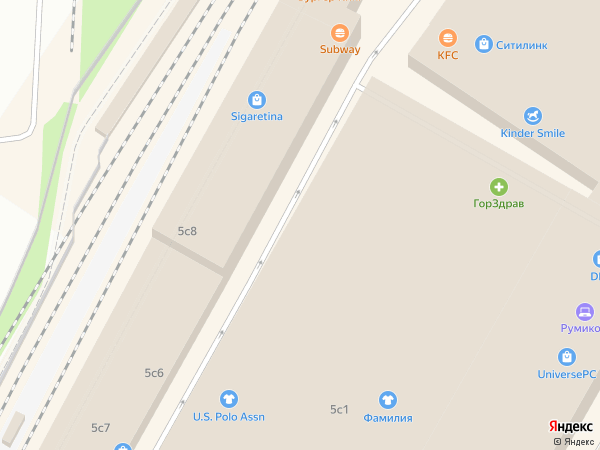 Subway
KFC
Ситилинк
Sigaretina
Kinder Smile
ГорЗдрав
5с8
Румико
5с6
UniversePC
U.S. Polo Assn
5с1
Фамилия
5с7
Яндекс
© Яндекс